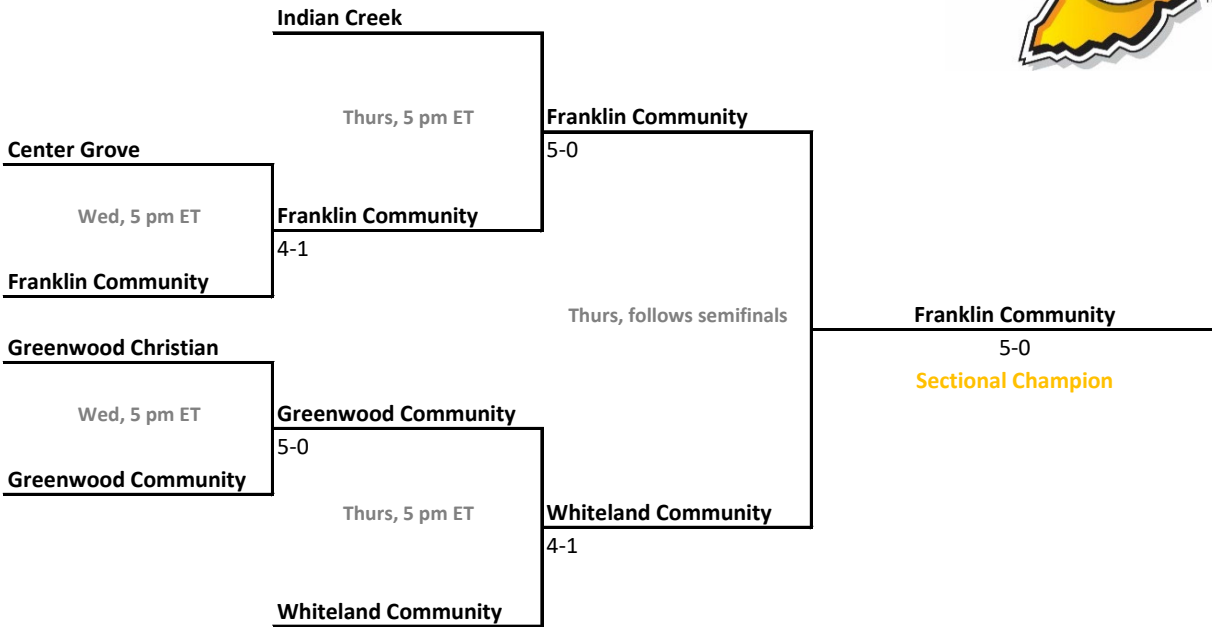 Indian Creek
Thurs, 5 pm ET
Franklin Community
Center Grove
5-0
Wed, 5 pm ET
Franklin Community
4-1
Franklin Community
Thurs, follows semifinals
Franklin Community
Greenwood Christian
5-0
Sectional Champion
Wed, 5 pm ET
Greenwood Community
5-0
Greenwood Community
Thurs, 5 pm ET
Whiteland Community
4-1
Whiteland Community